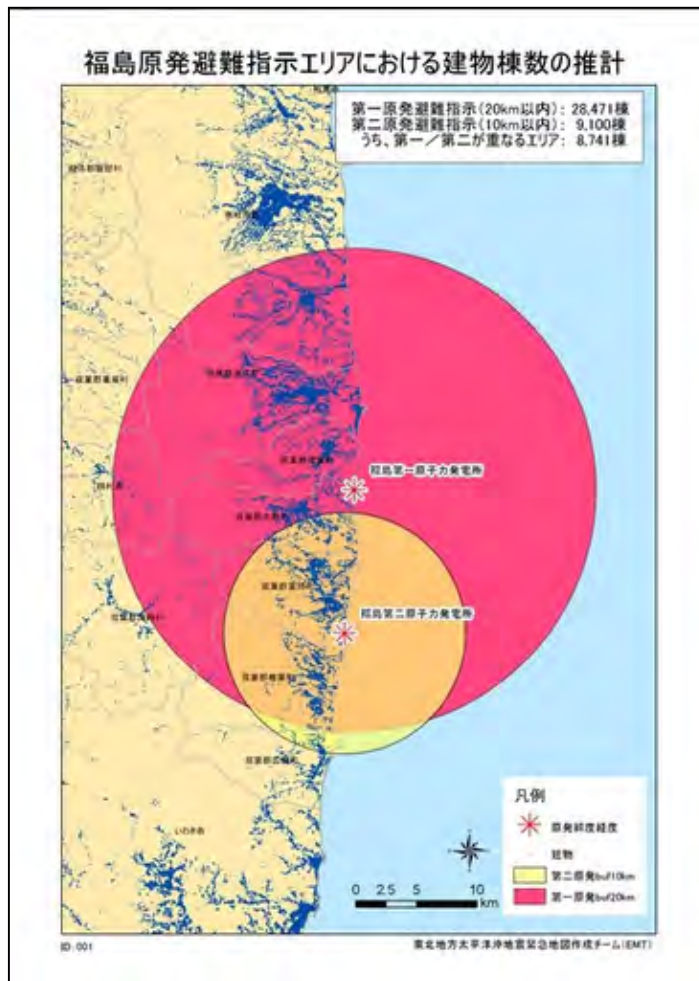 福島原発避難指示エリアにおける建物棟数の推計
第一原発避難指示(20km以内): 28,471棟
第二原発避難指示(10km以内): 9,100棟
うち、第一／第二が重なるエリア: 8,741棟
福島第一原子力発電所
福島第二原子力発電所
いわき市
凡例
原発緯度経度
建物
第二原発buf10km
第一原発buf20km
0 2.5 5 10
km
ID:001
東北地方太平洋沖地震緊急地図作成チーム(EMT)